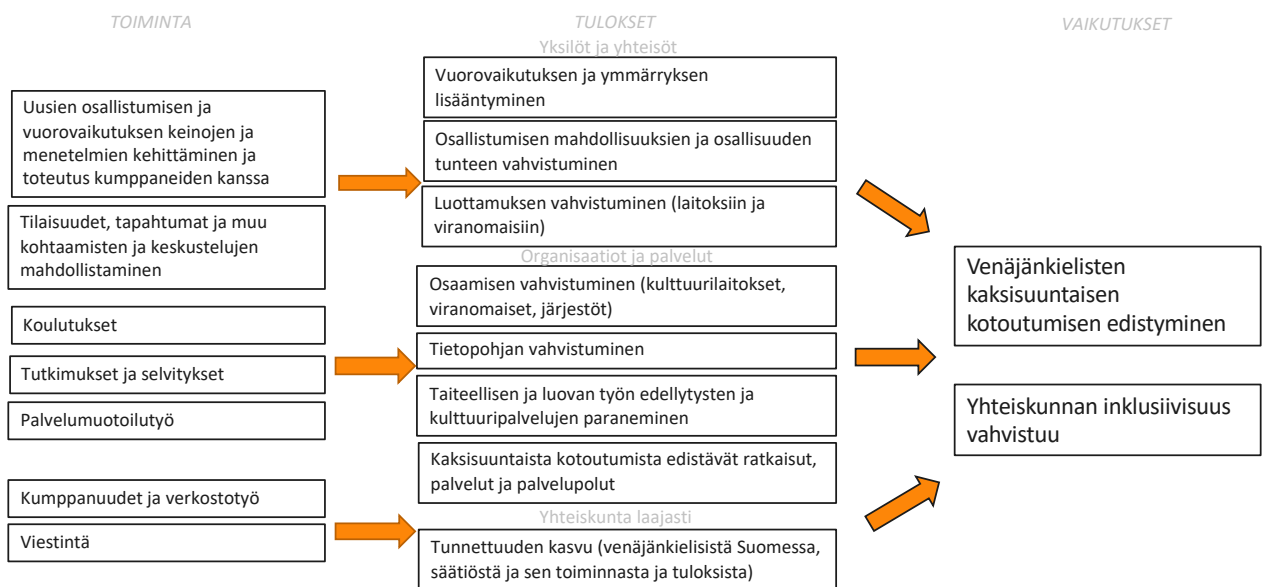 TOIMINTA
Uusien osallistumisen ja
vuorovaikutuksen keinojen ja
menetelmien kehittäminen ja
toteutus kumppaneiden kanssa
Tilaisuudet, tapahtumat ja muu
kohtaamisten ja keskustelujen
mahdollistaminen
Koulutukset
Tutkimukset ja selvitykset
Palvelumuotoilutyö
Kumppanuudet ja verkostotyö
Viestintä
TULOKSET
Yksilöt ja yhteisöt
Vuorovaikutuksen ja ymmärryksen
lisääntyminen
Osallistumisen mahdollisuuksien ja osallisuuden
tunteen vahvistuminen
Luottamuksen vahvistuminen (laitoksiin ja
viranomaisiin)
Organisaatiot ja palvelut
Osaamisen vahvistuminen (kulttuurilaitokset,
viranomaiset, järjestöt)
Tietopohjan vahvistuminen
Taiteellisen ja luovan työn edellytysten ja
kulttuuripalvelujen paraneminen
Kaksisuuntaista kotoutumista edistävät ratkaisut,
palvelut ja palvelupolut
Yhteiskunta laajasti
Tunnettuuden kasvu (venäjänkielisistä Suomessa,
säätiöstä ja sen toiminnasta ja tuloksista)
VAIKUTUKSET
Venäjänkielisten
kaksisuuntaisen
kotoutumisen edistyminen
Yhteiskunnan inklusiivisuus
vahvistuu